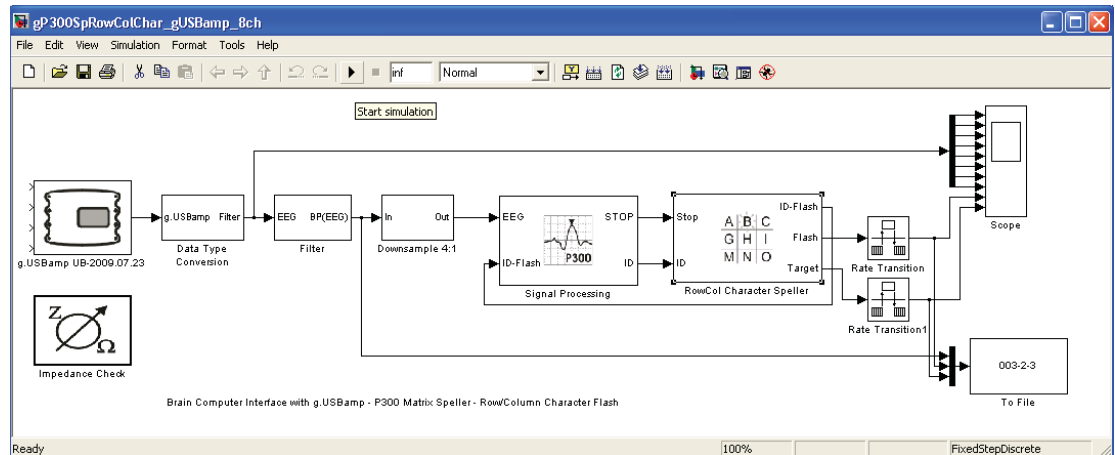 gP300SpRowColChar_gUSBamp_8ch
File Edit View Simulation Format Tools Help
inf Normal
Start simulation
g.USBamp UB-2009.07.23
g.USBamp Filter
Data Type
Conversion
EEG BP(EEG)
Filter
In Out
Downsample 4:1
EEG STOP
ID-Flash P300 ID
Signal Processing
Stop ID-Flash
A B C
G H I
M N O
Flash
ID Target
RowCol Character Speller
Rate Transition
Rate Transition1
Scope
Z Ω
Impedance Check
003-2-3
To File
Brain Computer Interface with g.USBamp - P300 Matrix Speller - Row/Column Character Flash
Ready 100% FixedStepDiscrete